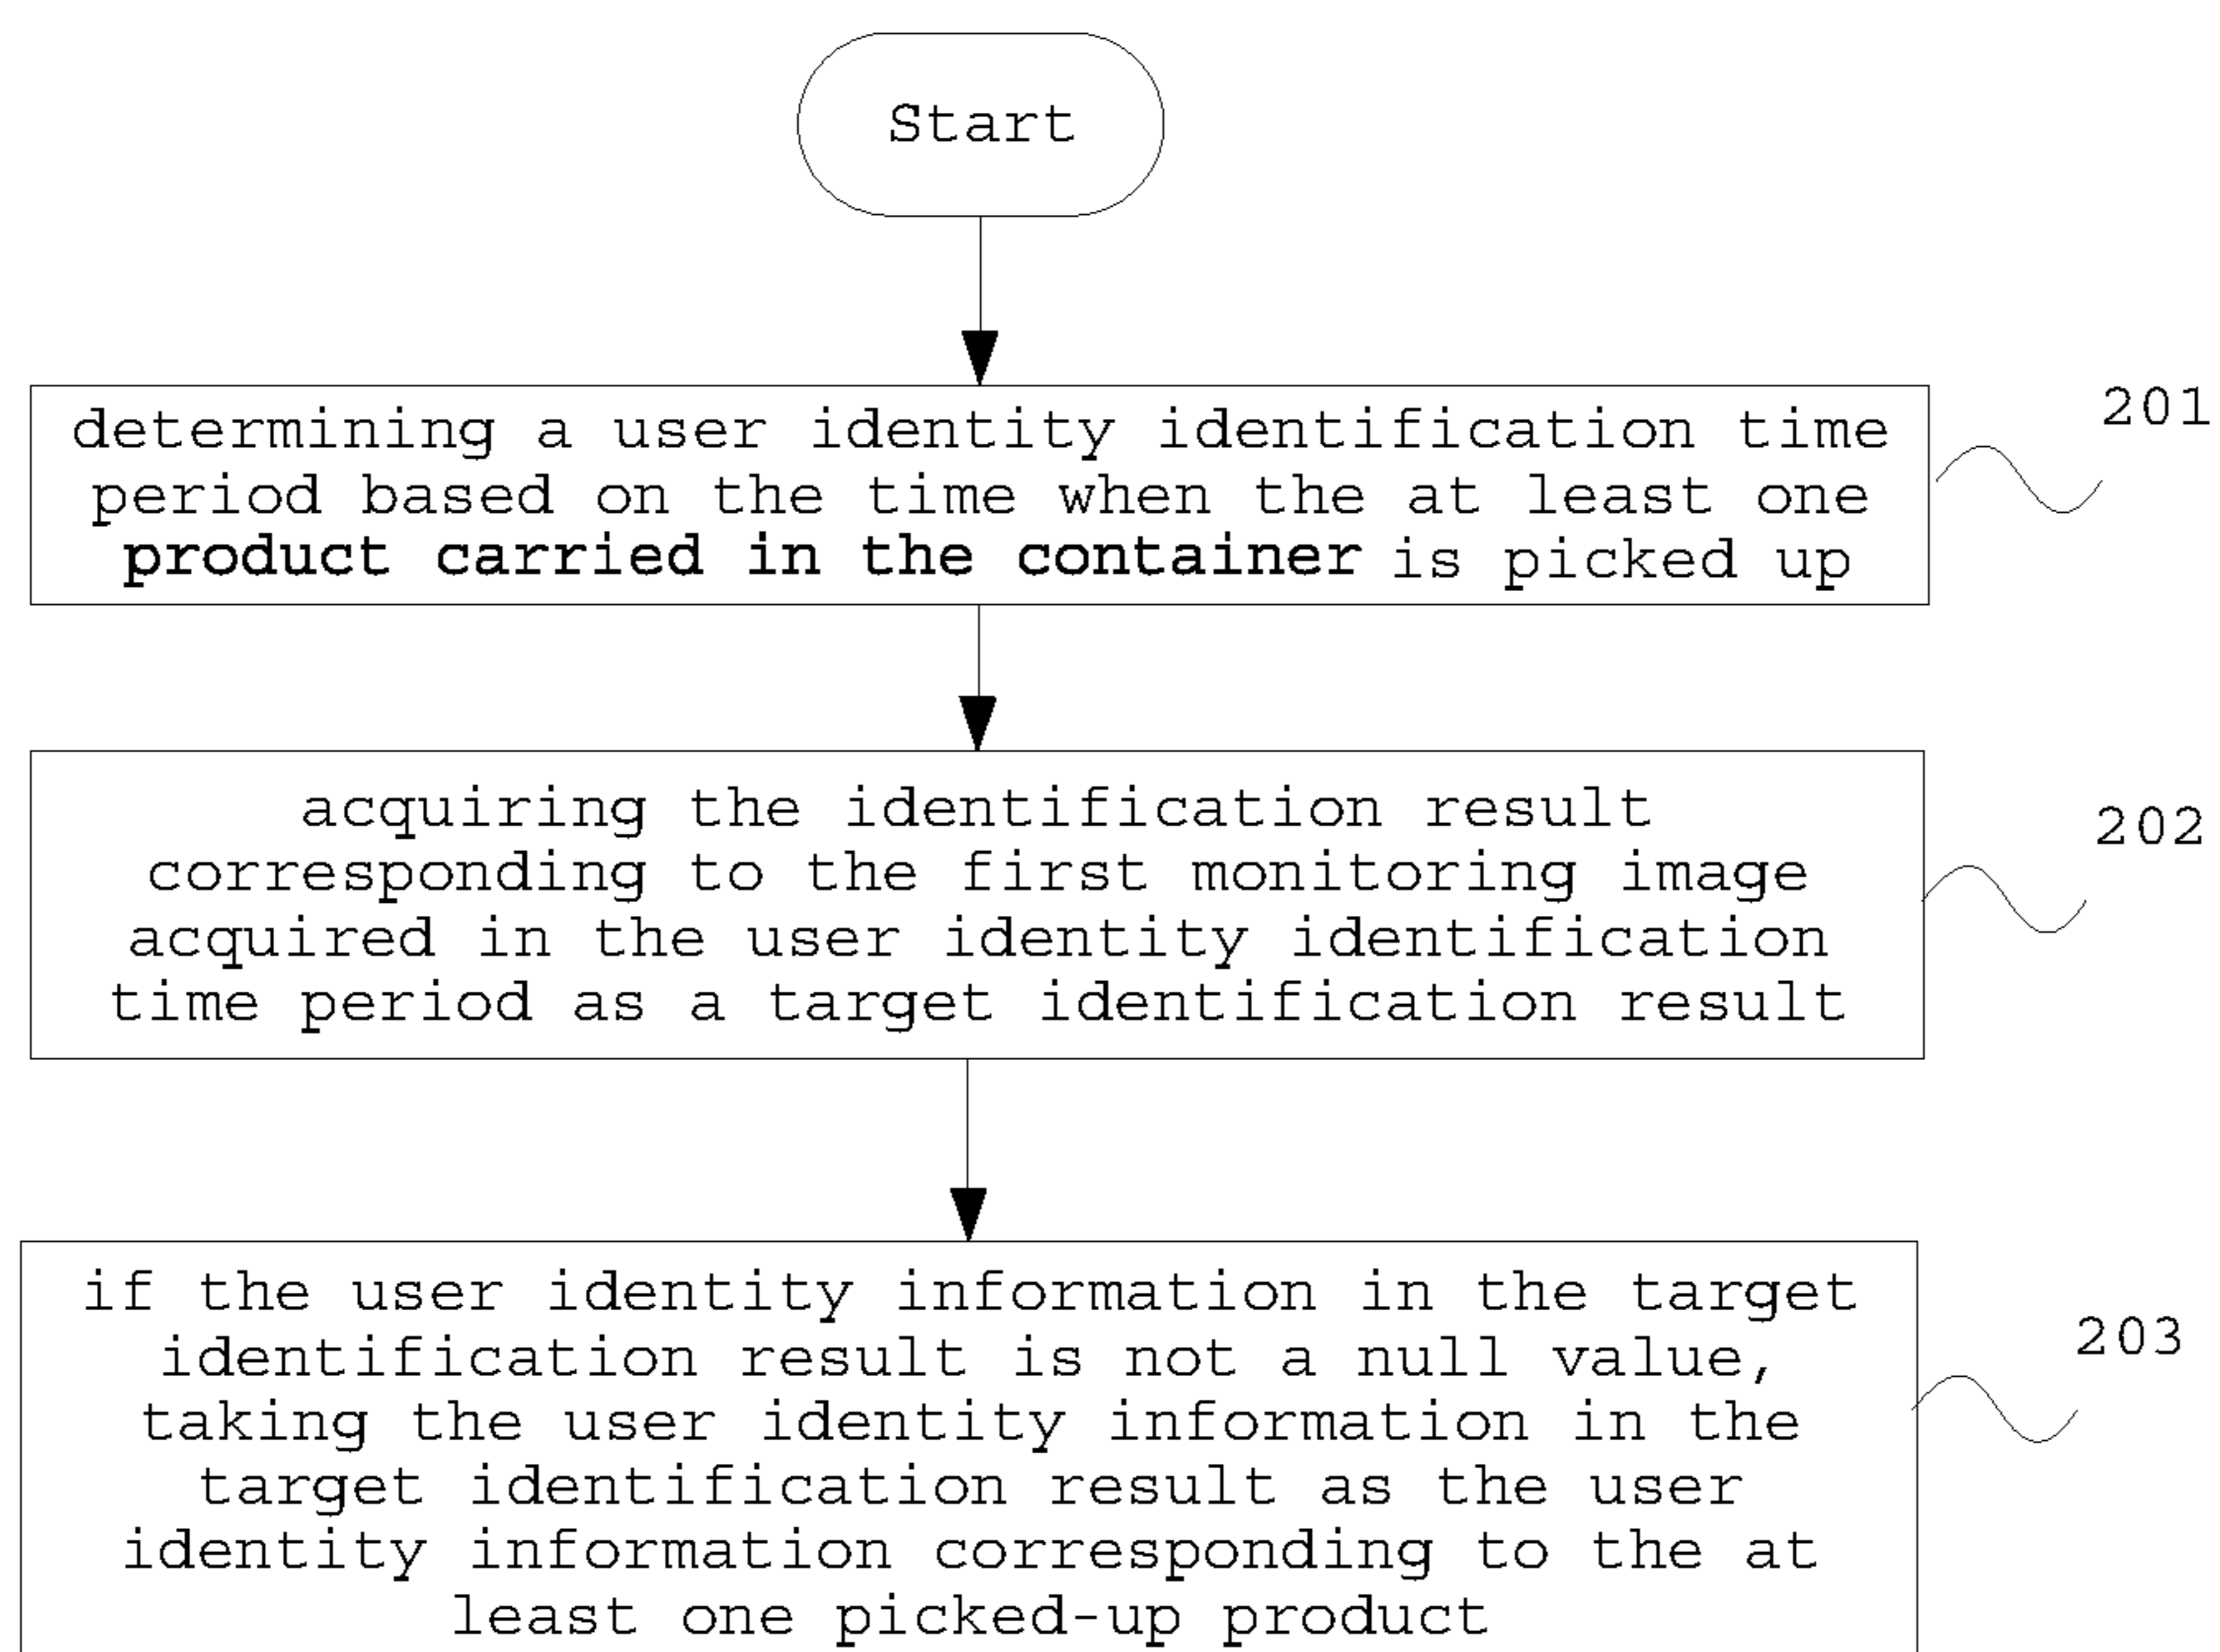 Start
determining a user identity identification time
period based on the time when the at least one
product carried in the container is picked up
201
acquiring the identification result
corresponding to the first monitoring image
acquired in the user identity identification
time period as a target identification result
202
if the user identity information in the target
identification result is not a null value,
taking the user identity information in the
target identification result as the user
identity information corresponding to the at
least one picked-up product
203